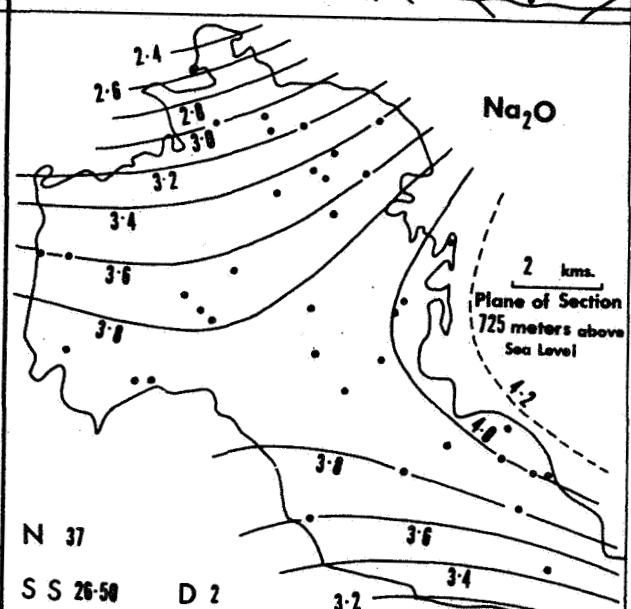 2·4
2·6
2·8
3·0
3·2
3·4
3·6
3·8
Na₂O
2 kms.
Plane of Section
725 meters above
Sea Level
4·2
4·0
3·8
3·6
3·4
3·2
N 37
S S 26·50 D 2